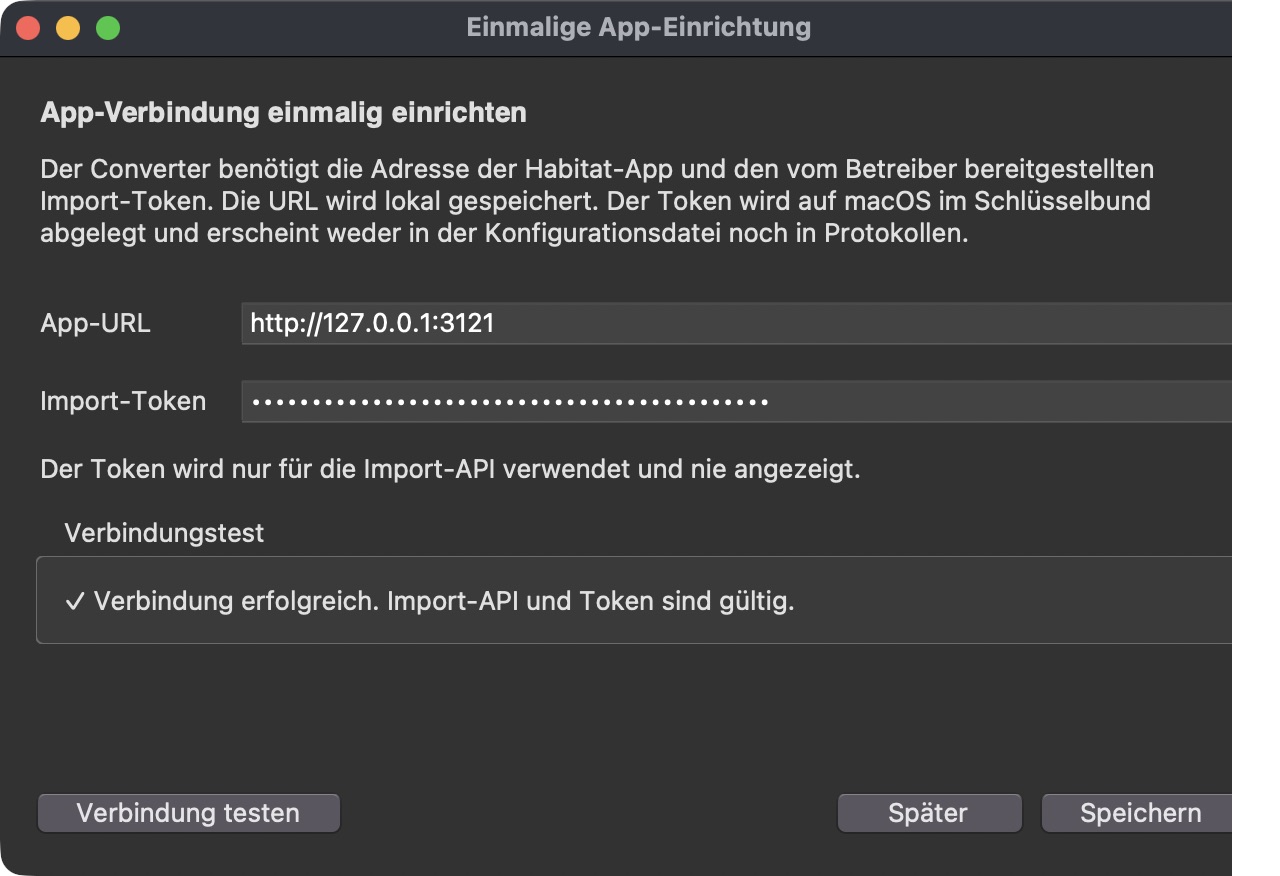 Einmalige App-Einrichtung
App-Verbindung einmalig einrichten
Der Converter benötigt die Adresse der Habitat-App und den vom Betreiber bereitgestellten
Import-Token. Die URL wird lokal gespeichert. Der Token wird auf macOS im Schlüsselbund
abgelegt und erscheint weder in der Konfigurationsdatei noch in Protokollen.
App-URL http://127.0.0.1:3121
Import-Token •••••••••••••••••••••••••••••••••••••••••••
Der Token wird nur für die Import-API verwendet und nie angezeigt.
Verbindungstest
✓ Verbindung erfolgreich. Import-API und Token sind gültig.
Verbindung testen Später Speichern